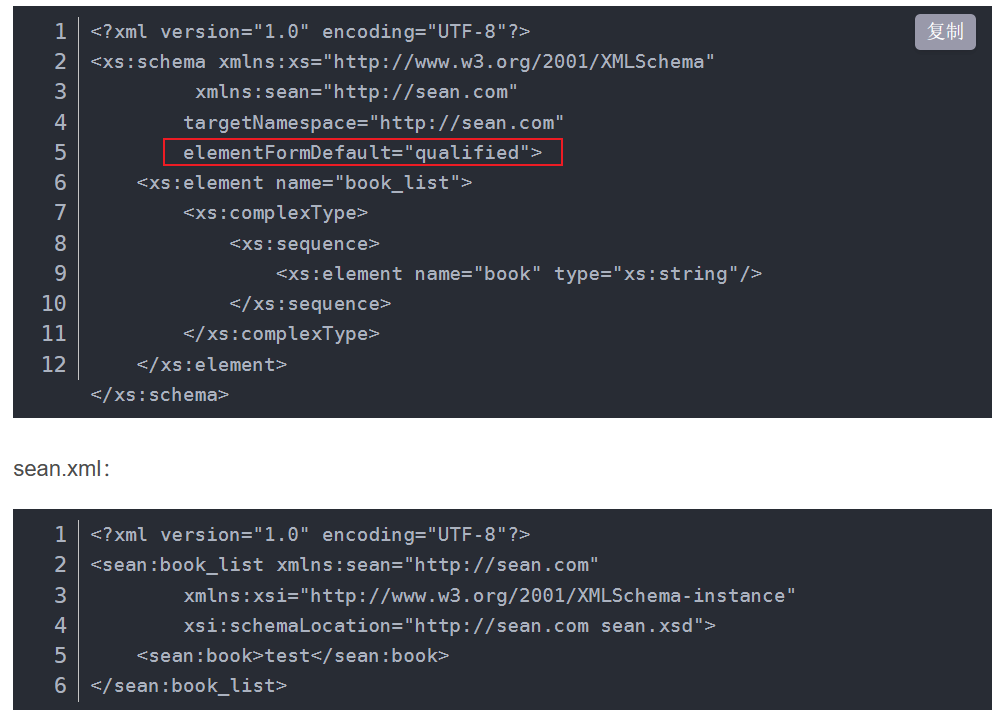 复制
1 <?xml version="1.0" encoding="UTF-8"?>
2 <xs:schema xmlns:xs="http://www.w3.org/2001/XMLSchema"
3          xmlns:sean="http://sean.com"
4         targetNamespace="http://sean.com"
5         elementFormDefault="qualified">
6     <xs:element name="book_list">
7         <xs:complexType>
8             <xs:sequence>
9                 <xs:element name="book" type="xs:string"/>
10             </xs:sequence>
11         </xs:complexType>
12     </xs:element>
</xs:schema>
sean.xml：
1 <?xml version="1.0" encoding="UTF-8"?>
2 <sean:book_list xmlns:sean="http://sean.com"
3         xmlns:xsi="http://www.w3.org/2001/XMLSchema-instance"
4         xsi:schemaLocation="http://sean.com sean.xsd">
5     <sean:book>test</sean:book>
6 </sean:book_list>